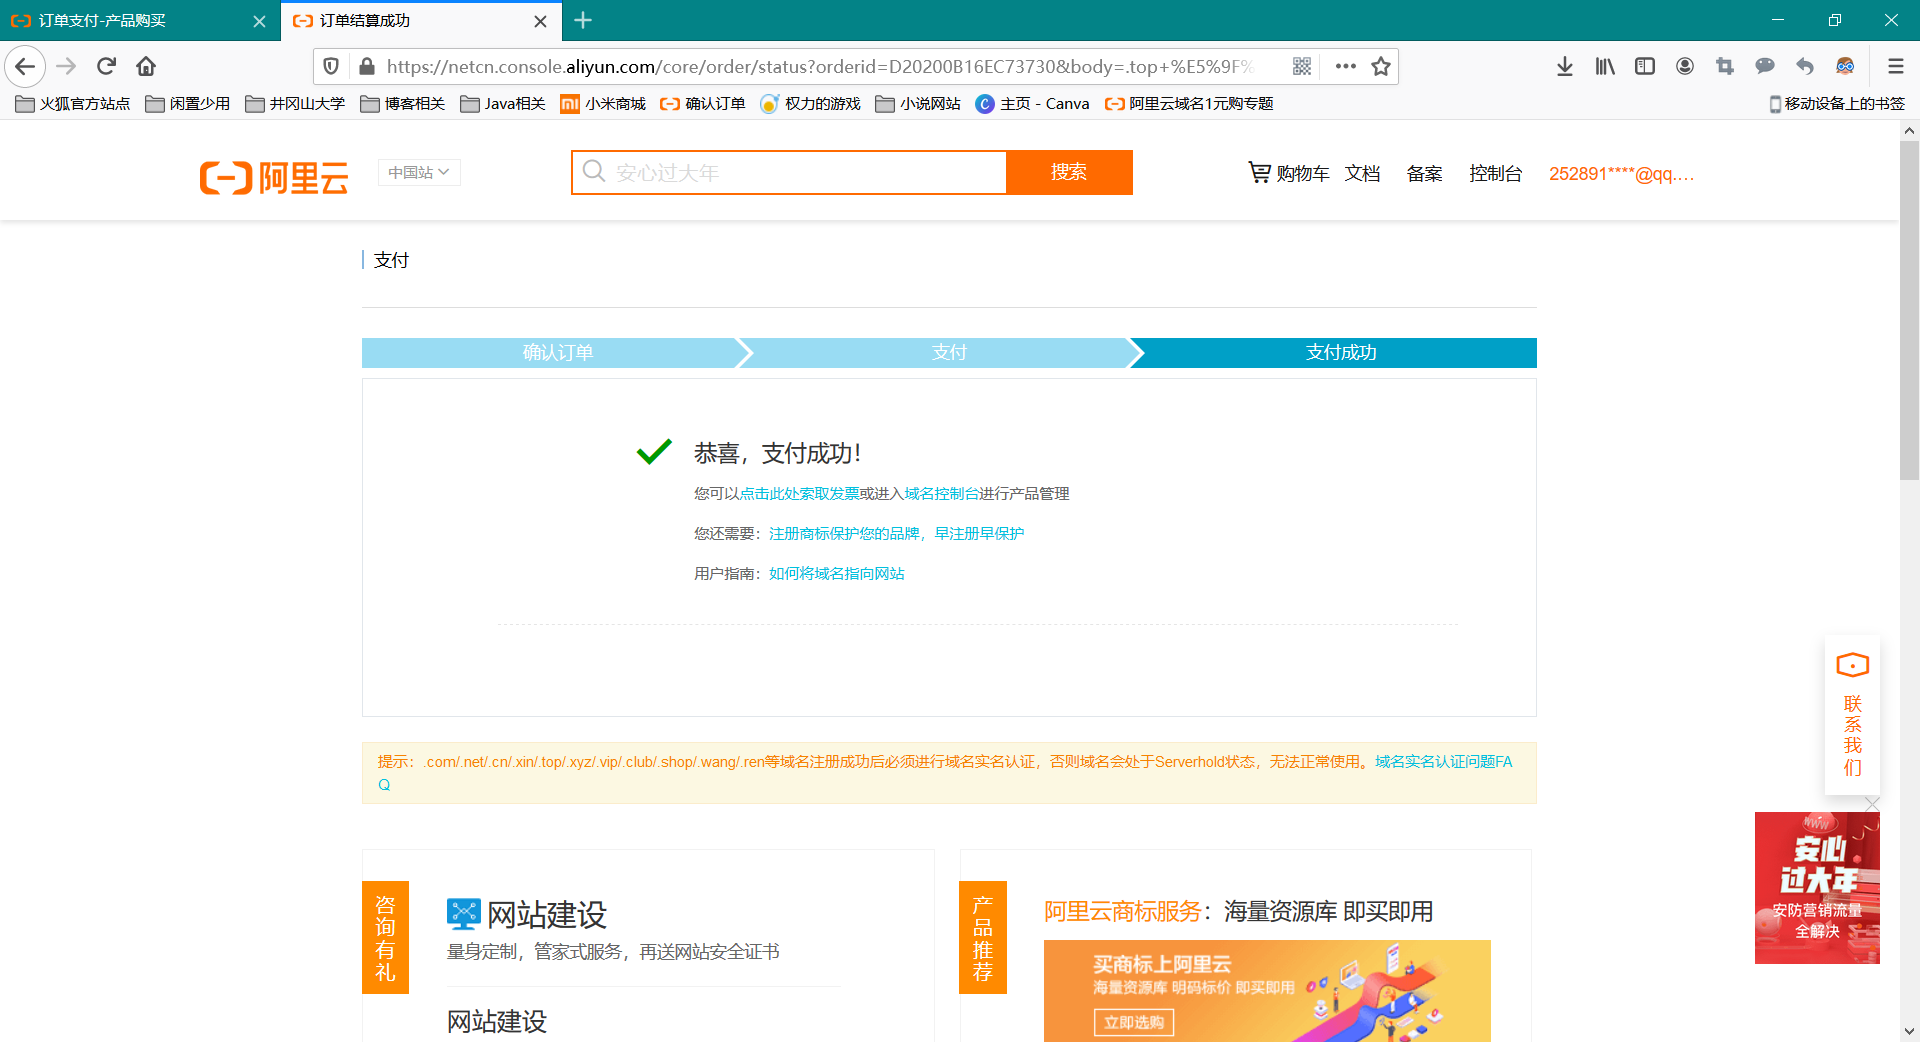 订单支付-产品购买
订单结算成功
https://netcn.console.aliyun.com/core/order/status?orderid=D20200B16EC73730&body=.top+%E5%9F%
火狐官方站点 闲置少用 井冈山大学 博客相关 Java相关 小米商城 确认订单 权力的游戏 小说网站 主页 - Canva 阿里云域名1元购专题 移动设备上的书签
阿里云 中国站 安心过大年 搜索 购物车 文档 备案 控制台 252891****@qq....
支付
确认订单 支付 支付成功
恭喜，支付成功！
您可以点击此处索取发票或进入域名控制台进行产品管理
您还需要：注册商标保护您的品牌，早注册早保护
用户指南：如何将域名指向网站
联系我们
提示：.com/.net/.cn/.xin/.top/.xyz/.vip/.club/.shop/.wang/.ren等域名注册成功后必须进行域名实名认证，否则域名会处于Serverhold状态，无法正常使用。域名实名认证问题FA
Q
www
安心
过大年
安防营销流量
全解决
咨询有礼
网站建设
量身定制，管家式服务，再送网站安全证书
网站建设
产品推荐
阿里云商标服务：海量资源库 即买即用
买商标上阿里云
海量资源库 明码标价 即买即用
立即选购